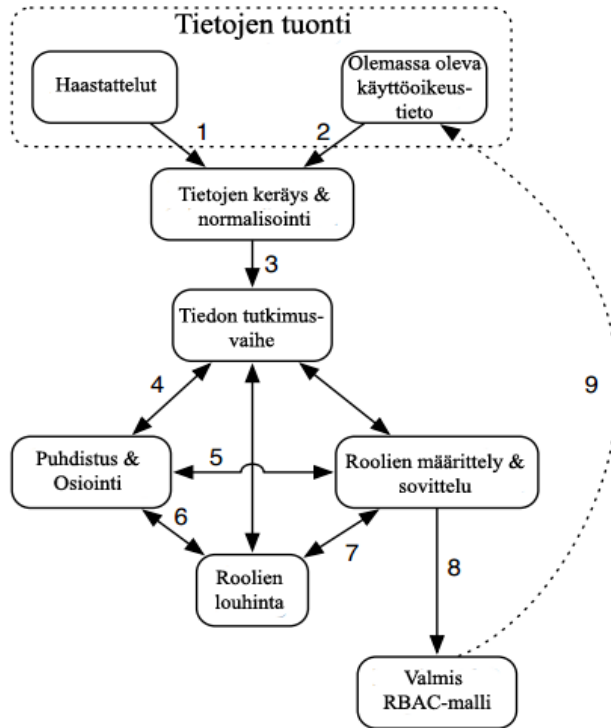 Tietojen tuonti
Haastattelut
Olemassa oleva
käyttöoikeus-
tieto
1
2
Tietojen keräys &
normalisointi
3
Tiedon tutkimus-
vaihe
4
9
Puhdistus &
Osiointi
5
Roolien määrittely &
sovittelu
6
7
Roolien
louhinta
8
Valmis
RBAC-malli